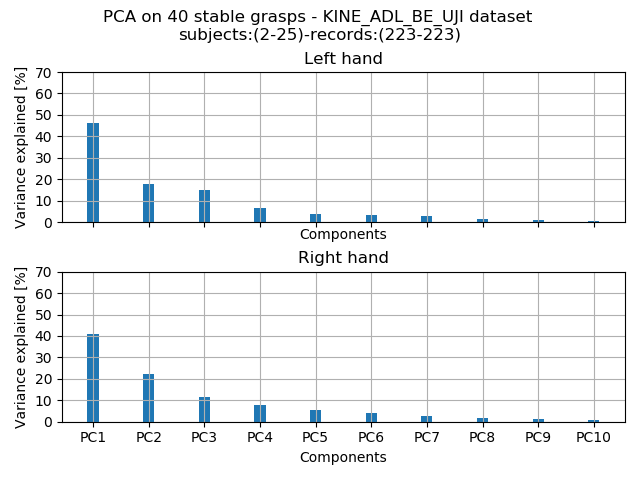 PCA on 40 stable grasps - KINE_ADL_BE_UJI dataset
subjects:(2-25)-records:(223-223)
Left hand
Variance explained [%]
70
60
50
40
30
20
10
0
Components
Right hand
Variance explained [%]
70
60
50
40
30
20
10
0
PC1 PC2 PC3 PC4 PC5 PC6 PC7 PC8 PC9 PC10
Components